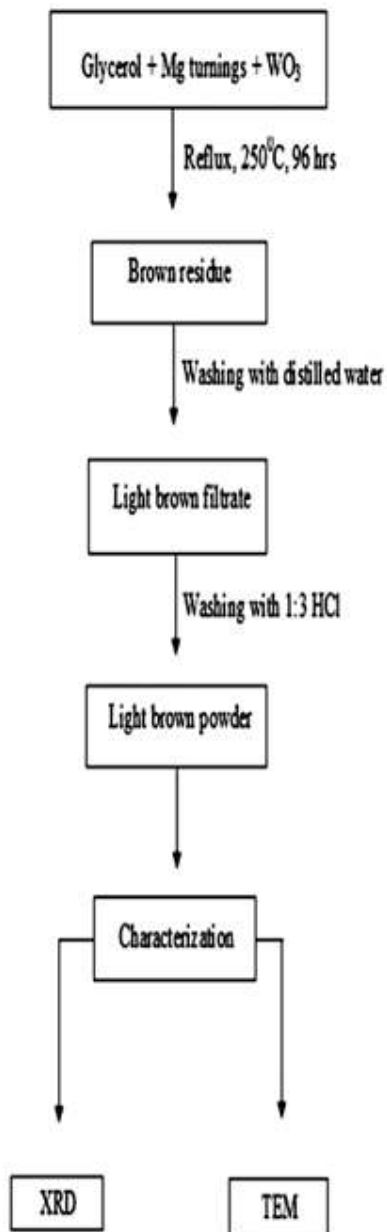 Glycerol + Mg turnings + WO₃
Reflux, 250⁰C, 96 hrs
Brown residue
Washing with distilled water
Light brown filtrate
Washing with 1:3 HCl
Light brown powder
Characterization
XRD
TEM